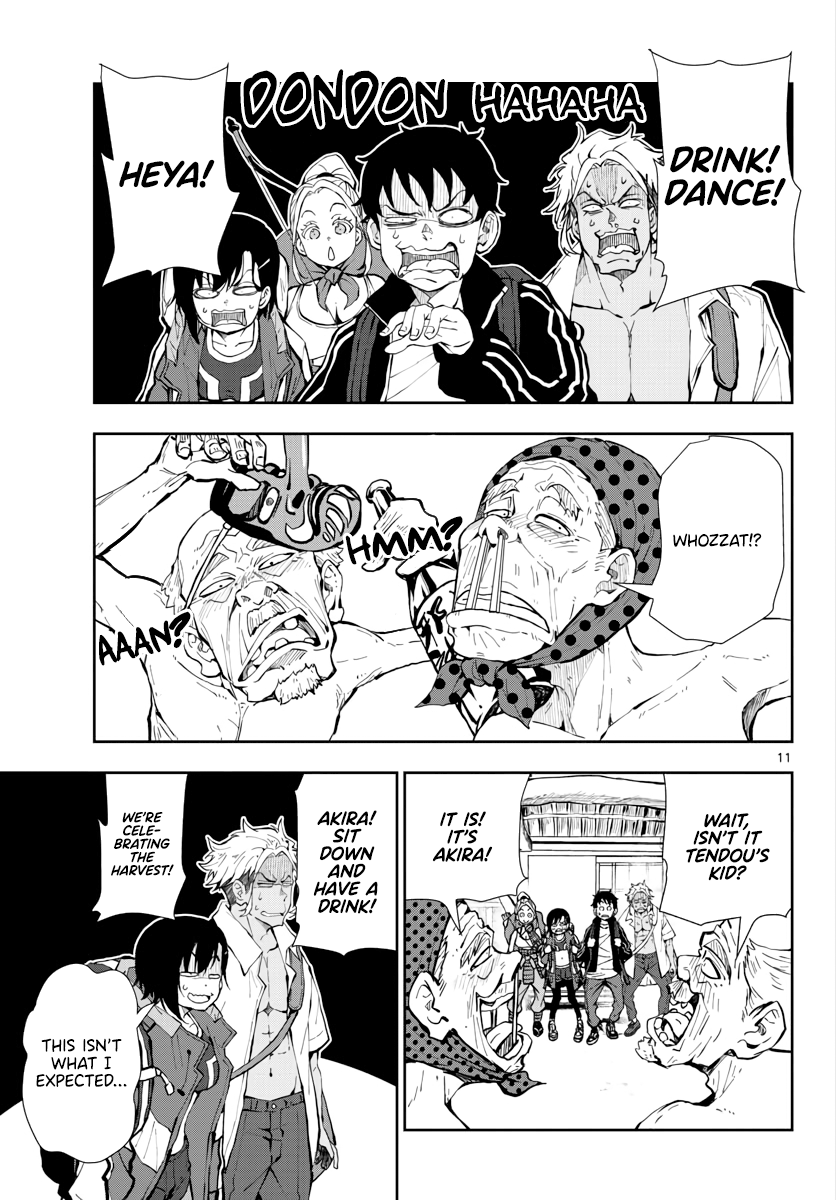 DRINK!
DANCE!
DONDON HAHAHA
HEYA!
WHOZZAT!?
HMM?
AAAN?
11
WAIT,
ISN'T IT
TENDOU'S
KID?
IT IS!
IT'S
AKIRA!
AKIRA!
SIT
DOWN
AND
HAVE A
DRINK!
WE'RE
CELE-
BRATING
THE
HARVEST!
THIS ISN'T
WHAT I
EXPECTED...